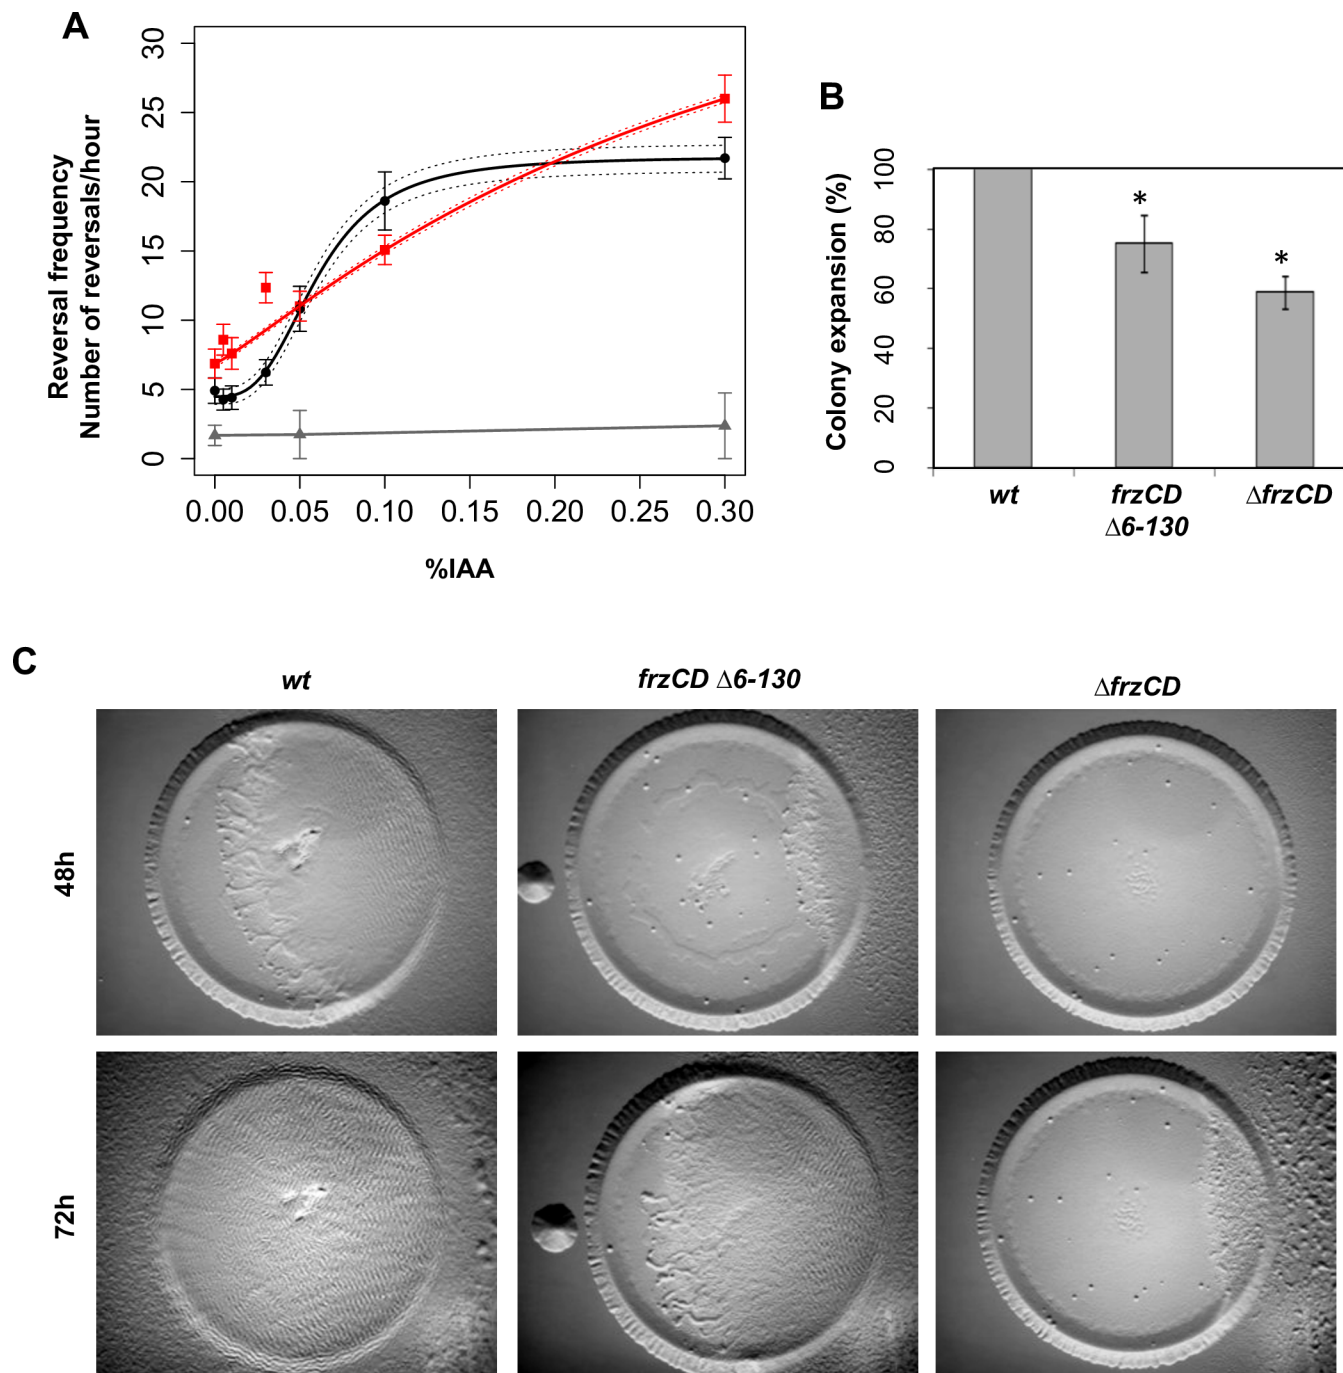 A
Reversal frequency
Number of reversals/hour
30
25
20
15
10
5
0
0.00 0.05 0.10 0.15 0.20 0.25 0.30
%IAA
B
Colony expansion (%)
100
80
60
40
20
0
*
*
wt frzCD ΔfrzCD
Δ6-130
C
wt frzCD Δ6-130 ΔfrzCD
48h
72h